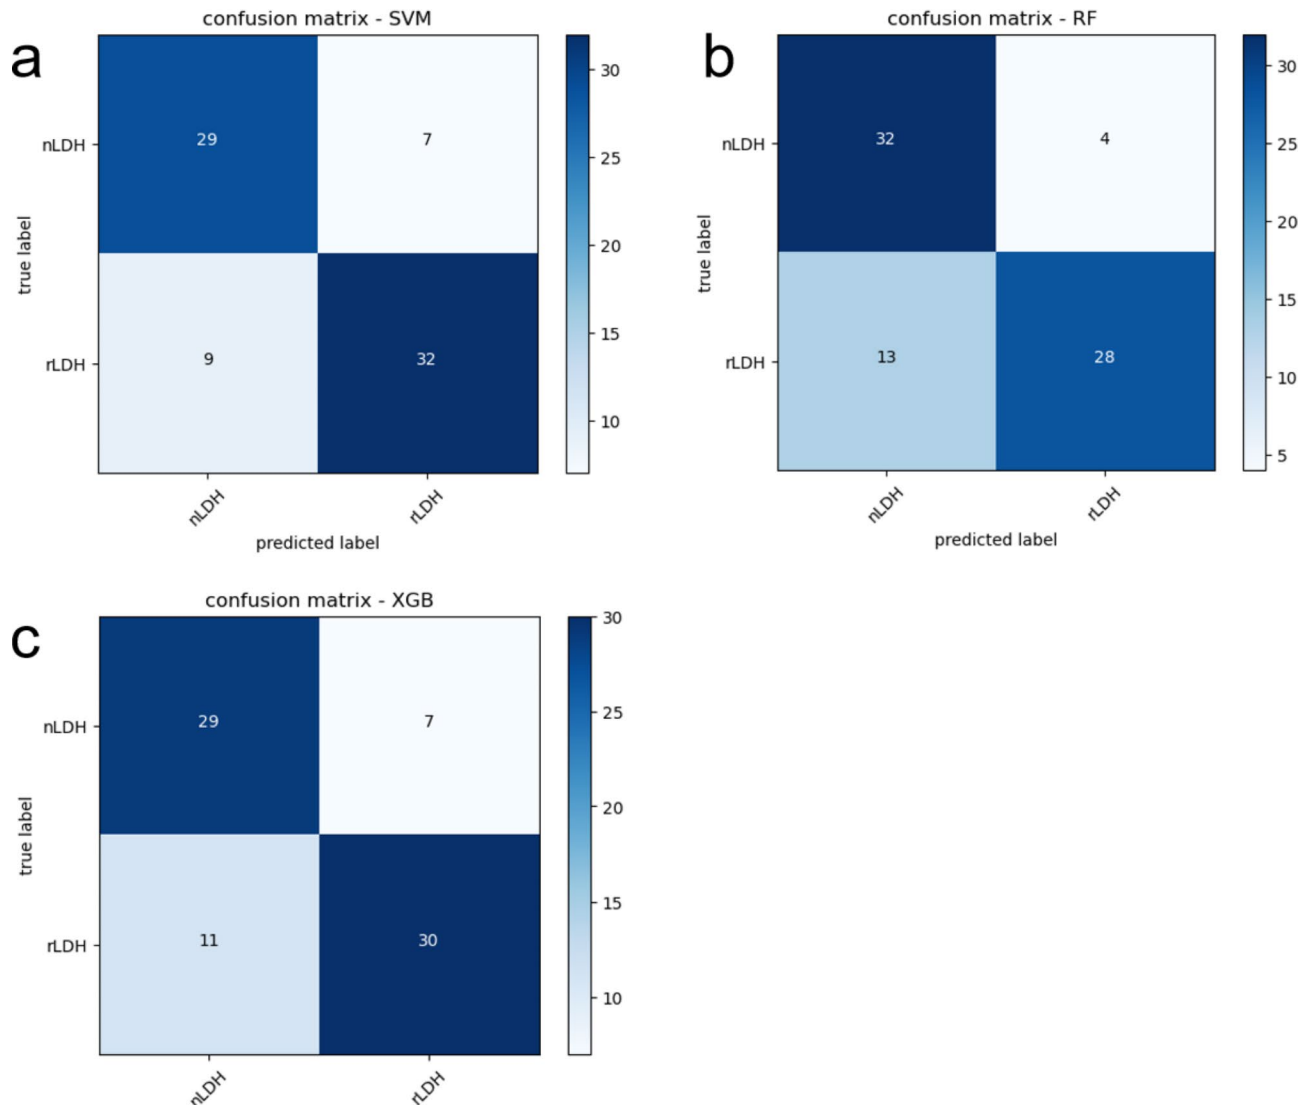 a
confusion matrix - SVM
true label
nLDH
29
7
30
25
20
15
10
rLDH
9
32
nLDH
rLDH
predicted label
b
confusion matrix - RF
true label
nLDH
32
4
30
25
20
15
10
5
rLDH
13
28
nLDH
rLDH
predicted label
c
confusion matrix - XGB
true label
nLDH
29
7
30
25
20
15
10
rLDH
11
30
nLDH
rLDH